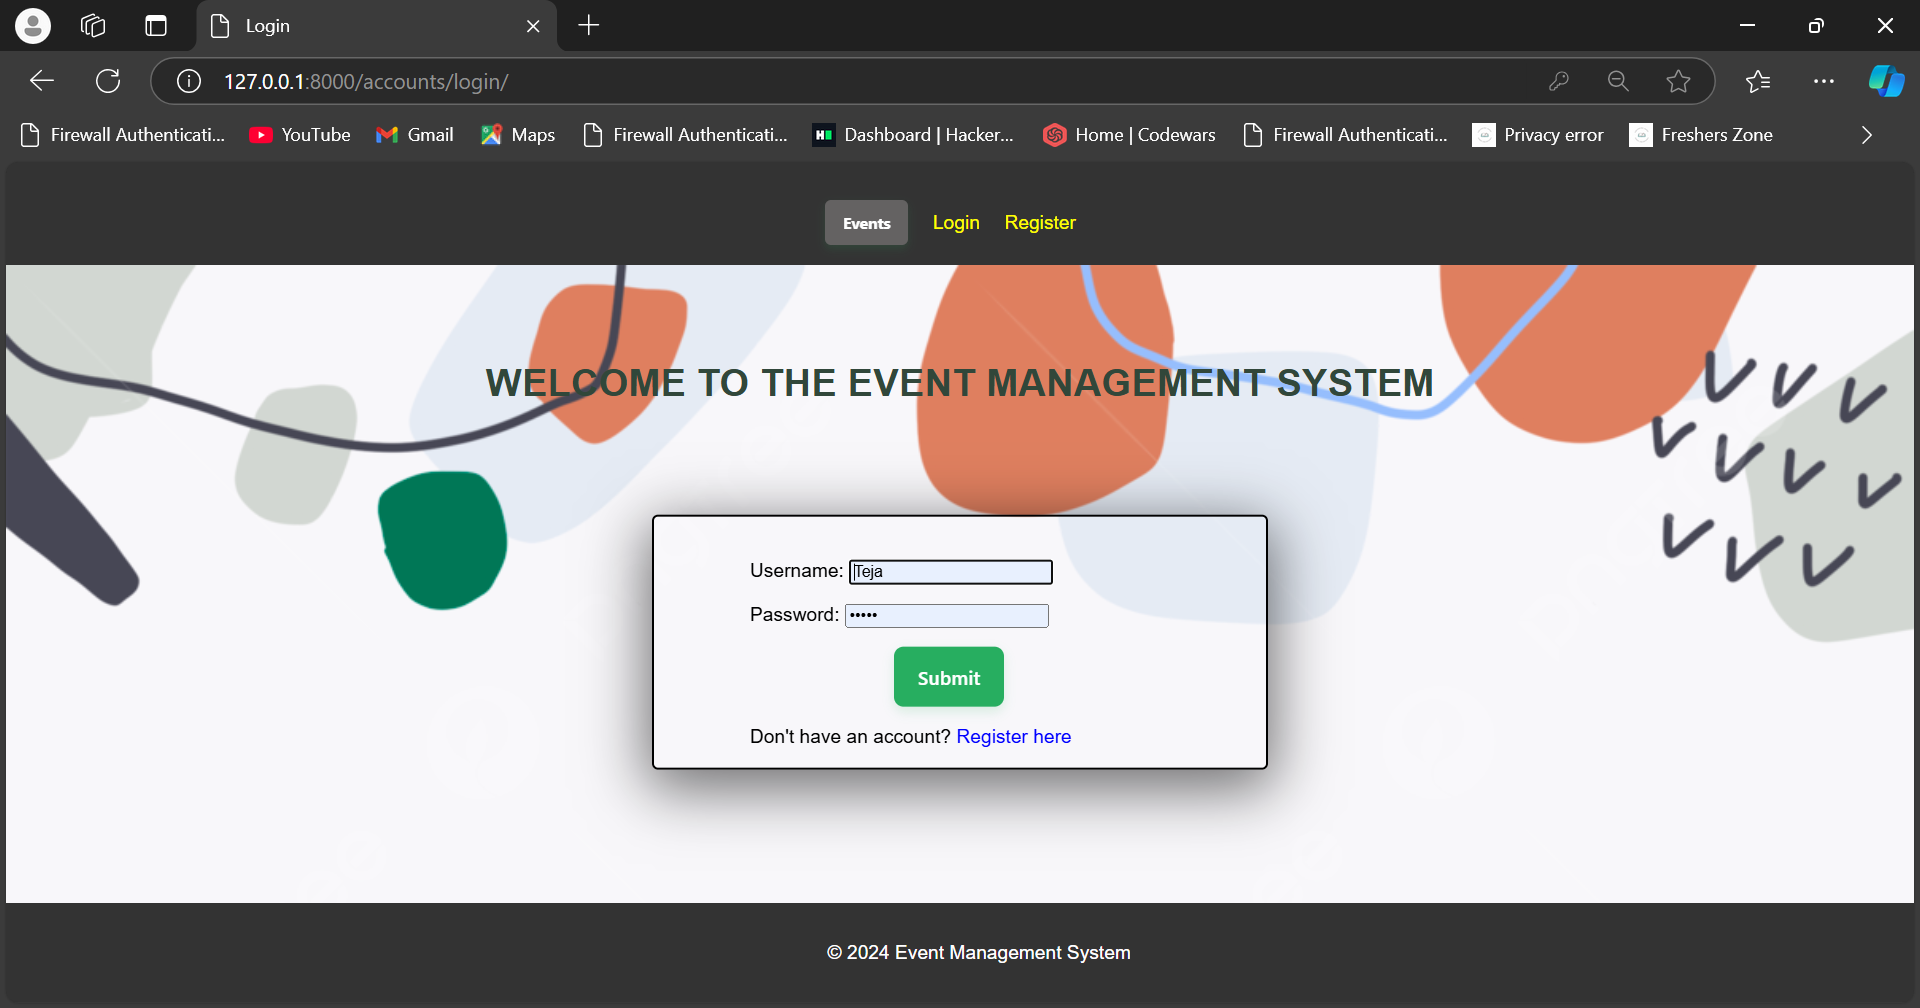 Login
127.0.0.1:8000/accounts/login/
Firewall Authenticati... YouTube Gmail Maps Firewall Authenticati... Dashboard | Hacker... Home | Codewars Firewall Authenticati... Privacy error Freshers Zone
Events Login Register
WELCOME TO THE EVENT MANAGEMENT SYSTEM
Username: Teja
Password: •••••
Submit
Don't have an account? Register here
© 2024 Event Management System